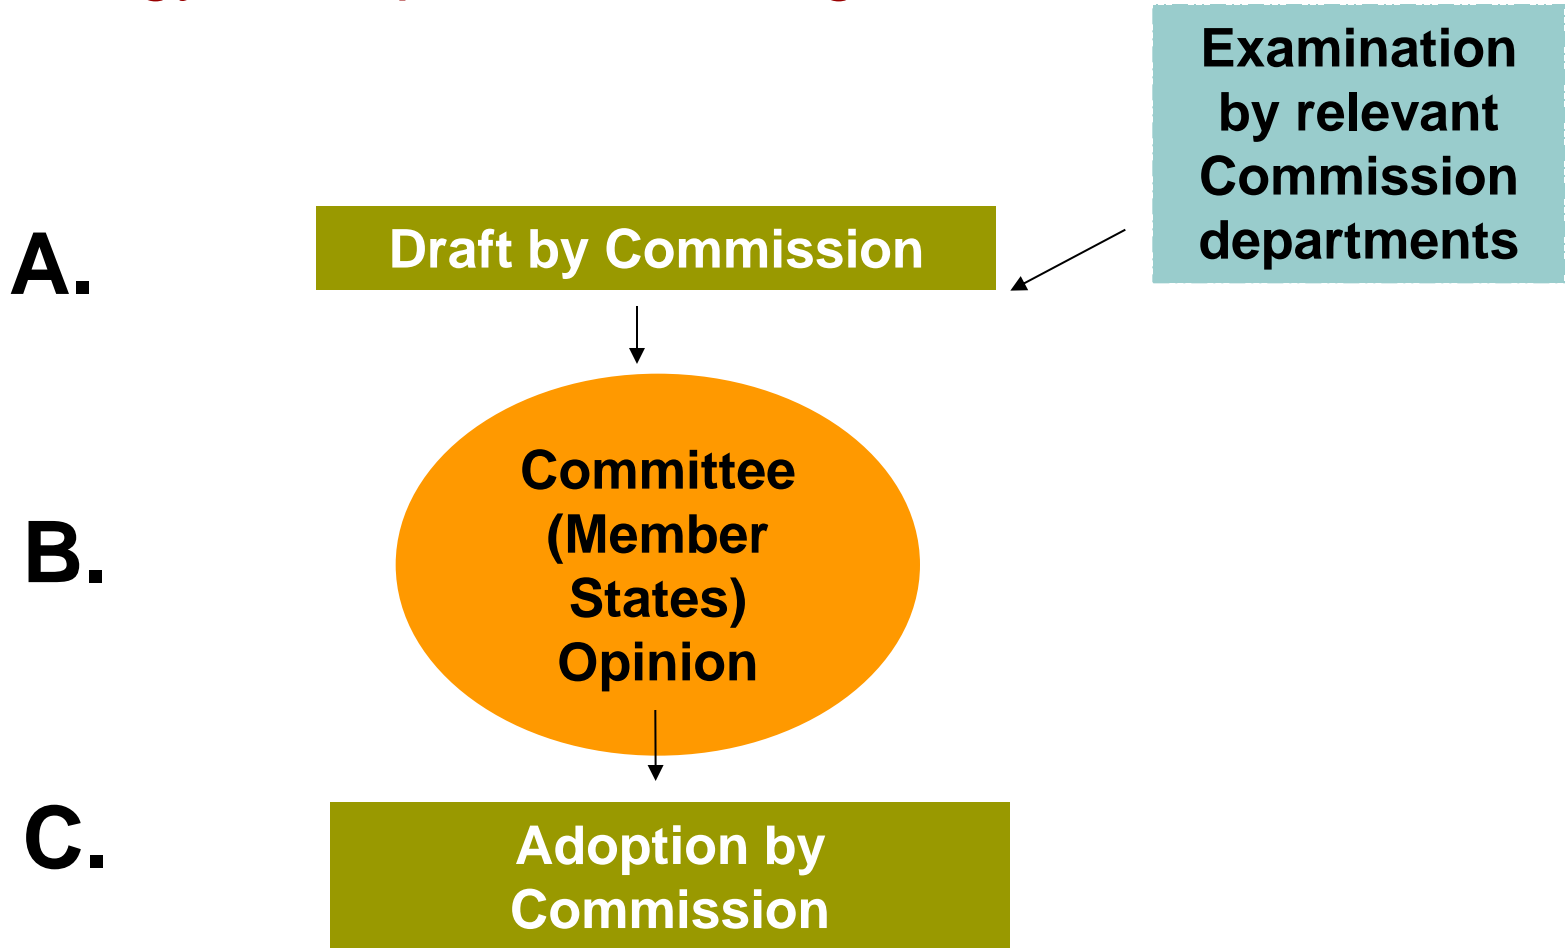 Examination
by relevant
Commission
departments
A.
Draft by Commission
B.
Committee
(Member
States)
Opinion
C.
Adoption by
Commission